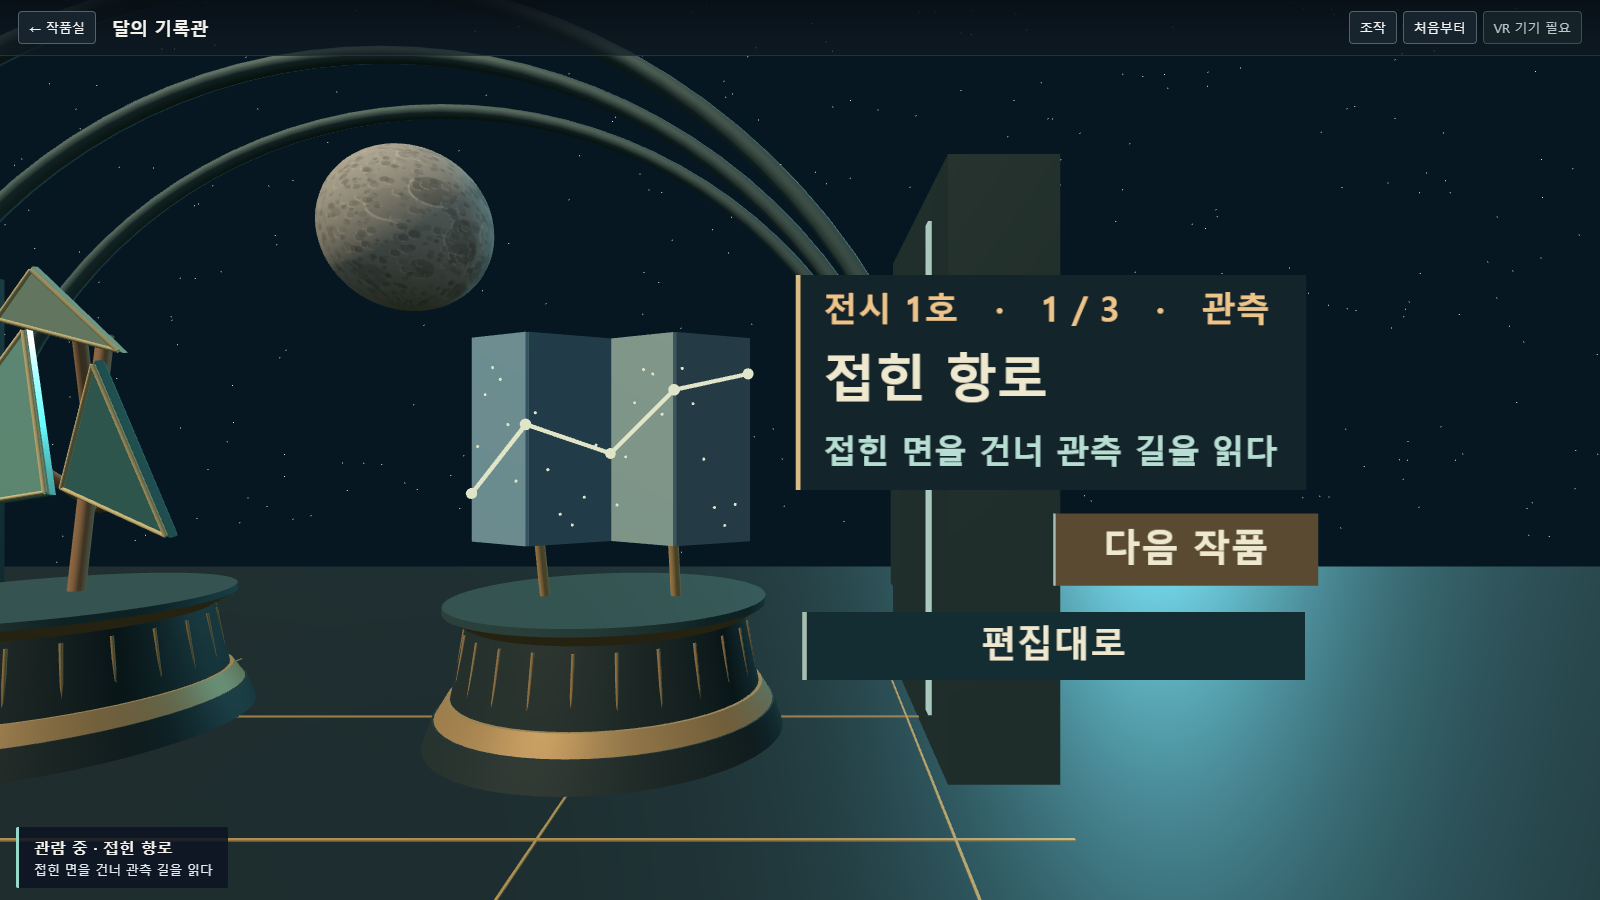 ← 작품실
달의 기록관
조작
처음부터
VR 기기 필요
전시 1호 · 1 / 3 · 관측
접힌 항로
접힌 면을 건너 관측 길을 읽다
다음 작품
편집대로
관람 중 · 접힌 항로
접힌 면을 건너 관측 길을 읽다